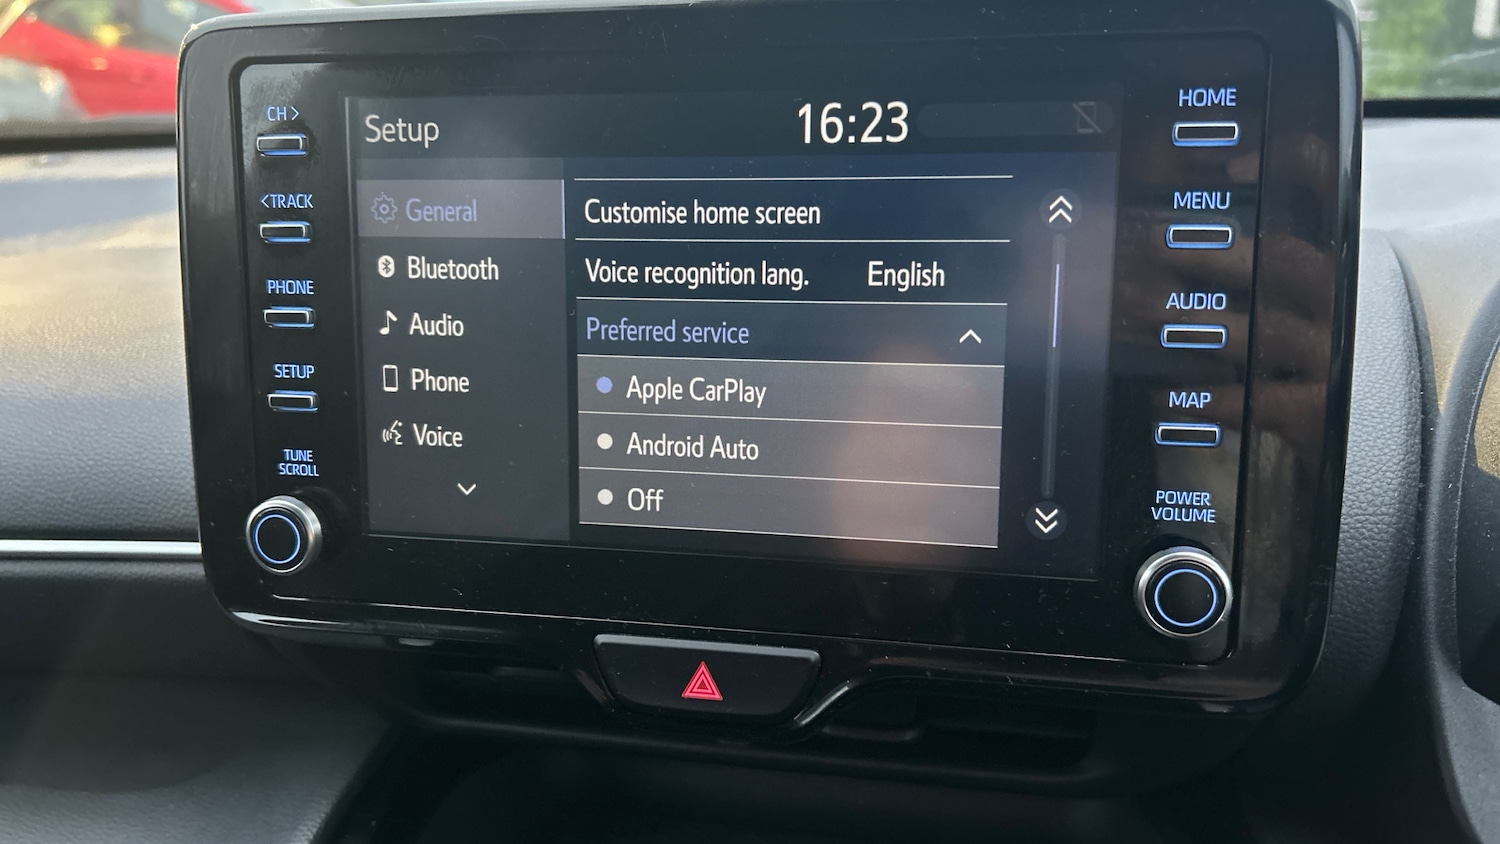 CH>
<TRACK
PHONE
SETUP
TUNE
SCROLL
Setup
16:23
General
Bluetooth
Audio
Phone
Voice
Customise home screen
Voice recognition lang. English
Preferred service
Apple CarPlay
Android Auto
Off
HOME
MENU
AUDIO
MAP
POWER
VOLUME